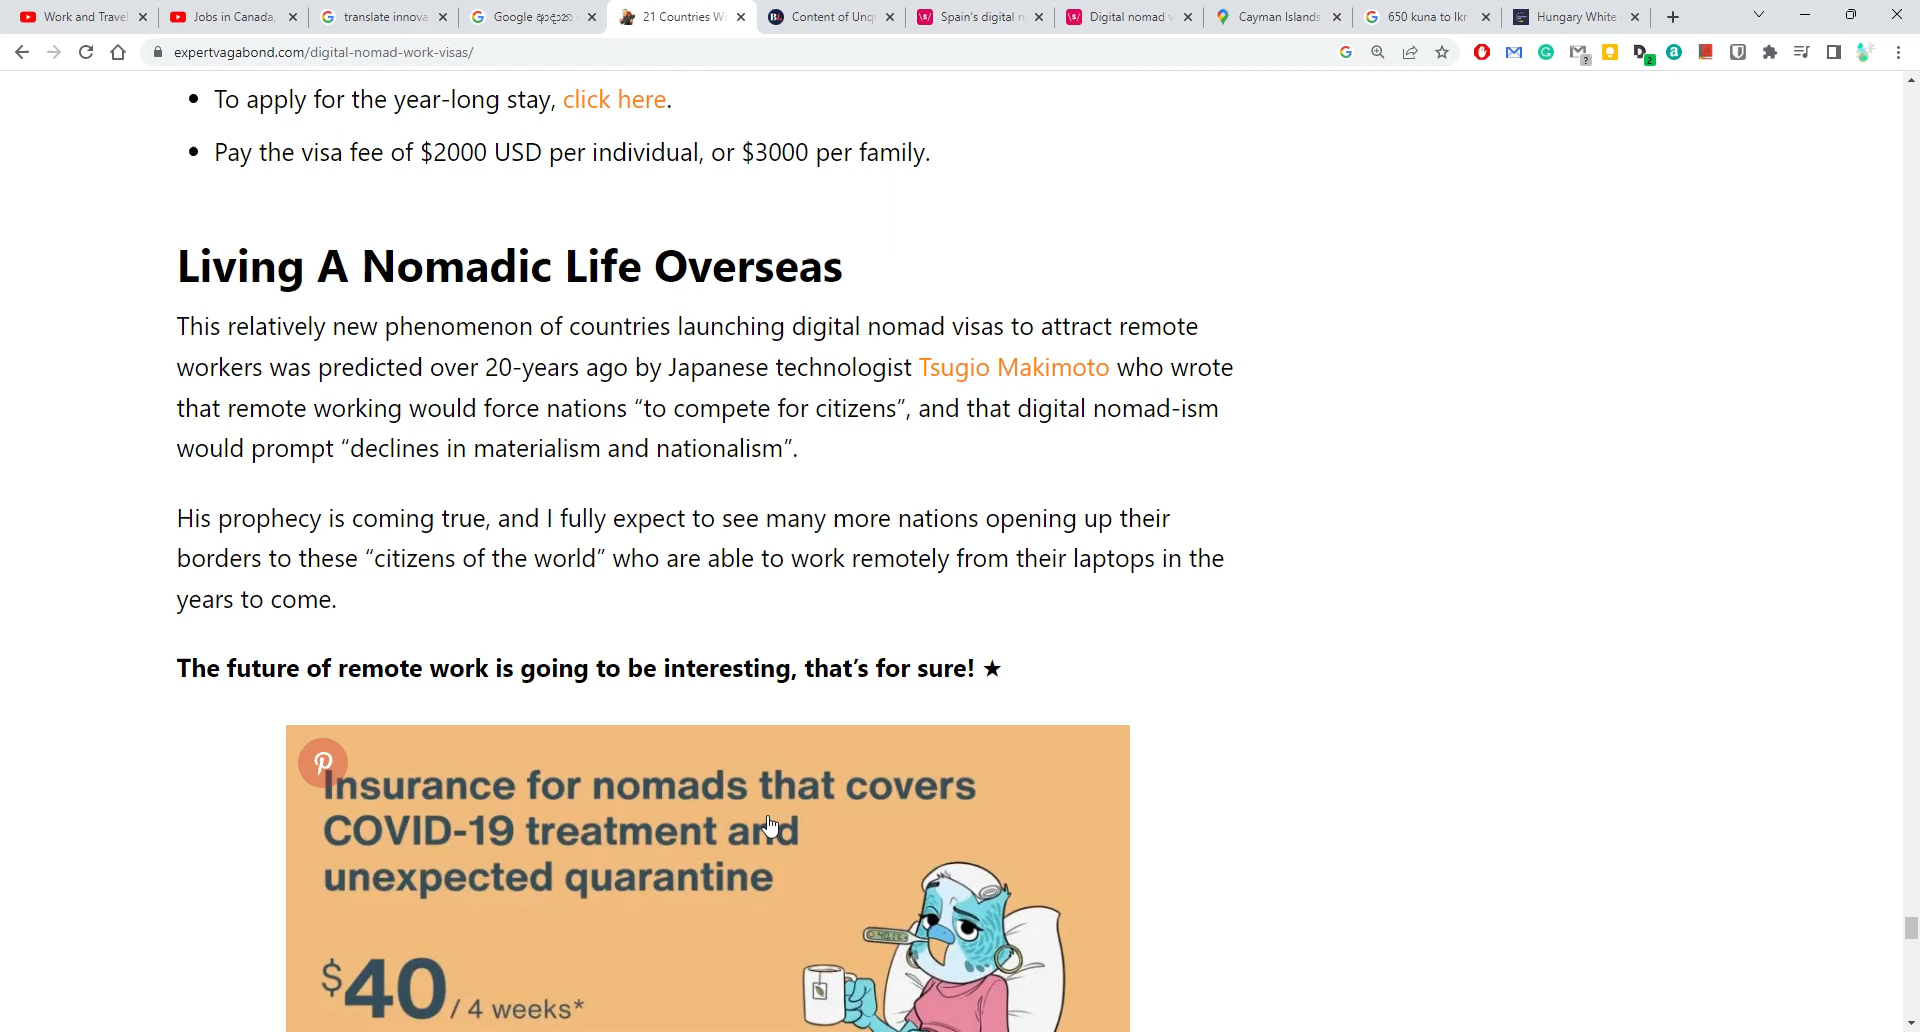 Work and Trave
Jobs in Canada,
translate innova
Google
21 Countries Wi
Content of Unq
Spain's digital n
Digital nomad v
Cayman Islands
650 kuna to lkr
Hungary White
expertvagabond.com/digital-nomad-work-visas/
• To apply for the year-long stay, click here.
• Pay the visa fee of $2000 USD per individual, or $3000 per family.
Living A Nomadic Life Overseas
This relatively new phenomenon of countries launching digital nomad visas to attract remote
workers was predicted over 20-years ago by Japanese technologist Tsugio Makimoto who wrote
that remote working would force nations “to compete for citizens”, and that digital nomad-ism
would prompt “declines in materialism and nationalism”.
His prophecy is coming true, and I fully expect to see many more nations opening up their
borders to these “citizens of the world” who are able to work remotely from their laptops in the
years to come.
The future of remote work is going to be interesting, that’s for sure! ★
Insurance for nomads that covers
COVID-19 treatment and
unexpected quarantine
$40 / 4 weeks*